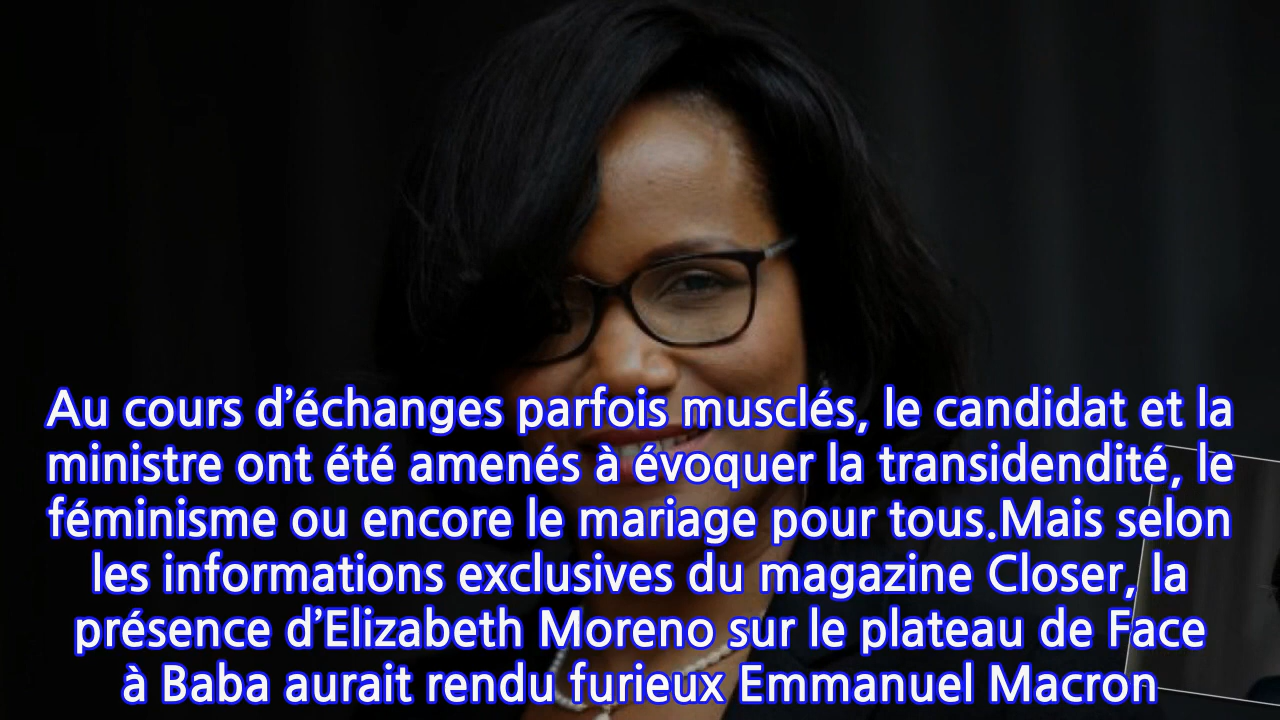 Au cours d’échanges parfois musclés, le candidat et la
ministre ont été amenés à évoquer la transidendité, le
féminisme ou encore le mariage pour tous.Mais selon
les informations exclusives du magazine Closer, la
présence d’Elizabeth Moreno sur le plateau de Face
à Baba aurait rendu furieux Emmanuel Macron